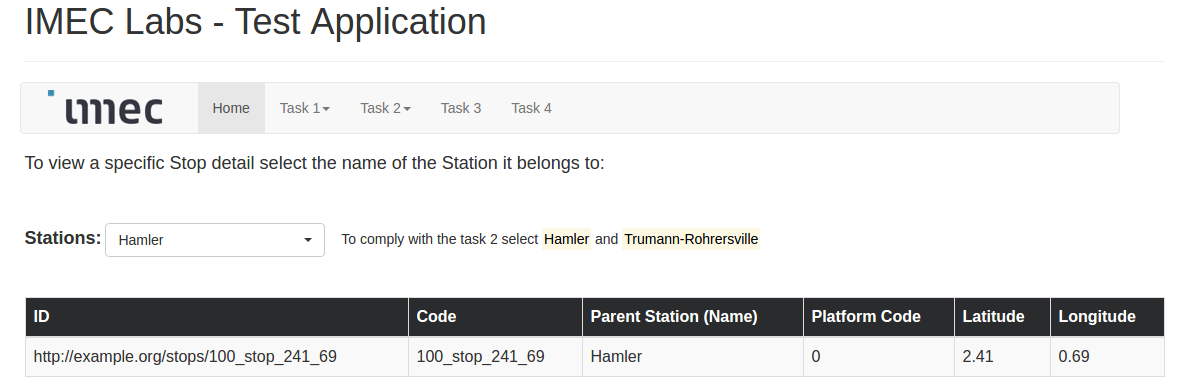 IMEC Labs - Test Application
imec Home Task 1 Task 2 Task 3 Task 4
To view a specific Stop detail select the name of the Station it belongs to:
Stations: Hamler To comply with the task 2 select Hamler and Trumann-Rohrersville
ID Code Parent Station (Name) Platform Code Latitude Longitude
http://example.org/stops/100_stop_241_69 100_stop_241_69 Hamler 0 2.41 0.69